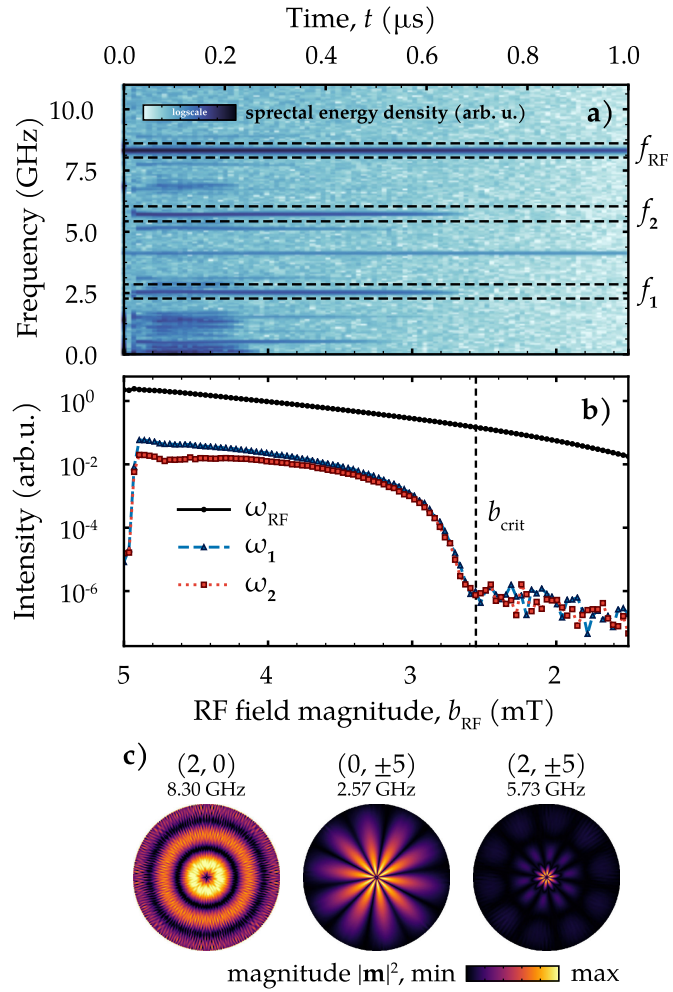 Time, t (μs)
0.0 0.2 0.4 0.6 0.8 1.0
10.0
7.5
5.0
2.5
0.0
Frequency (GHz)
logscale
sprectal energy density (arb. u.)
a)
f_RF
f_2
f_1
10^0
10^-2
10^-4
10^-6
Intensity (arb.u.)
b)
ω_RF
ω_1
ω_2
b_crit
5 4 3 2
RF field magnitude, b_RF (mT)
c)
(2, 0) (0, ±5) (2, ±5)
8.30 GHz 2.57 GHz 5.73 GHz
magnitude |m|², min max